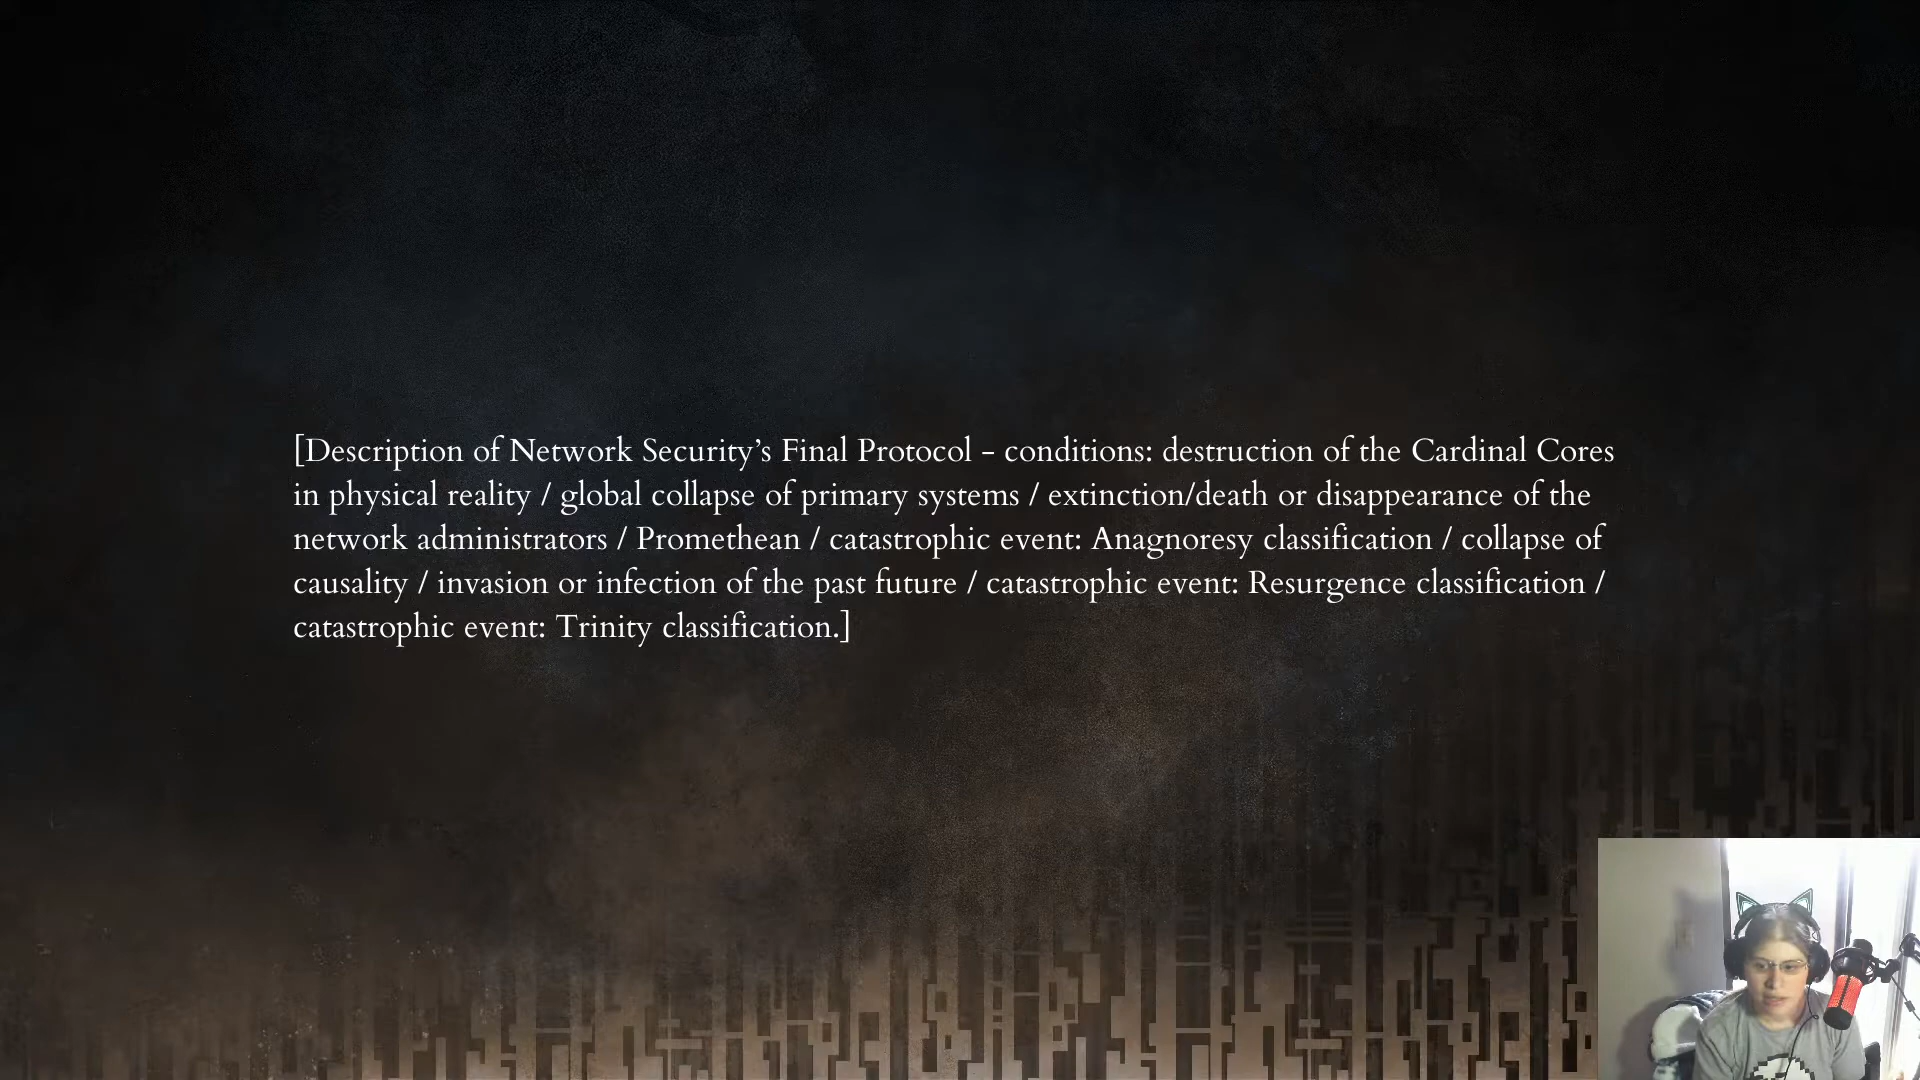 [Description of Network Security’s Final Protocol - conditions: destruction of the Cardinal Cores
in physical reality / global collapse of primary systems / extinction/death or disappearance of the
network administrators / Promethean / catastrophic event: Anagnoresy classification / collapse of
causality / invasion or infection of the past future / catastrophic event: Resurgence classification /
catastrophic event: Trinity classification.]